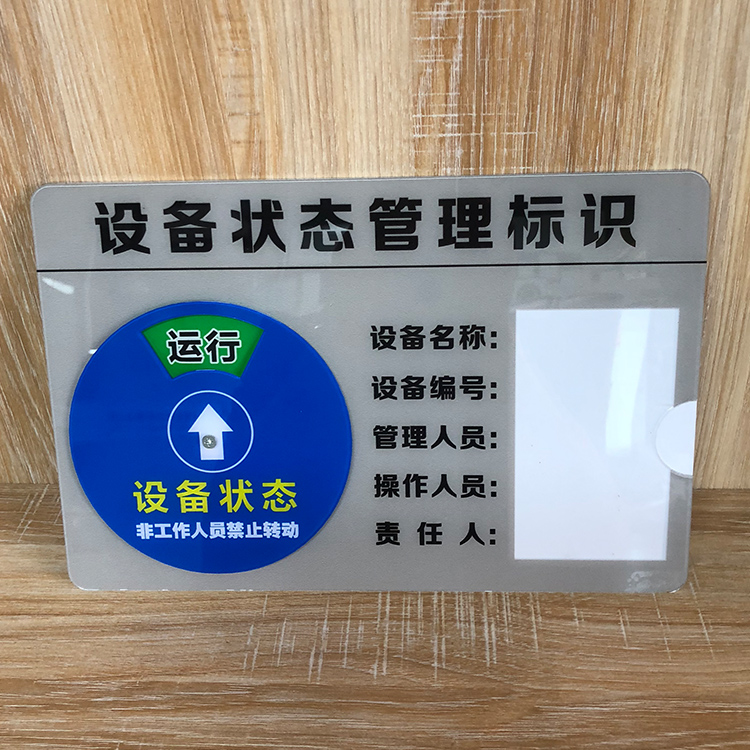 设备状态管理标识
运行
设备状态
非工作人员禁止转动
设备名称:
设备编号:
管理人员:
操作人员:
责任人: